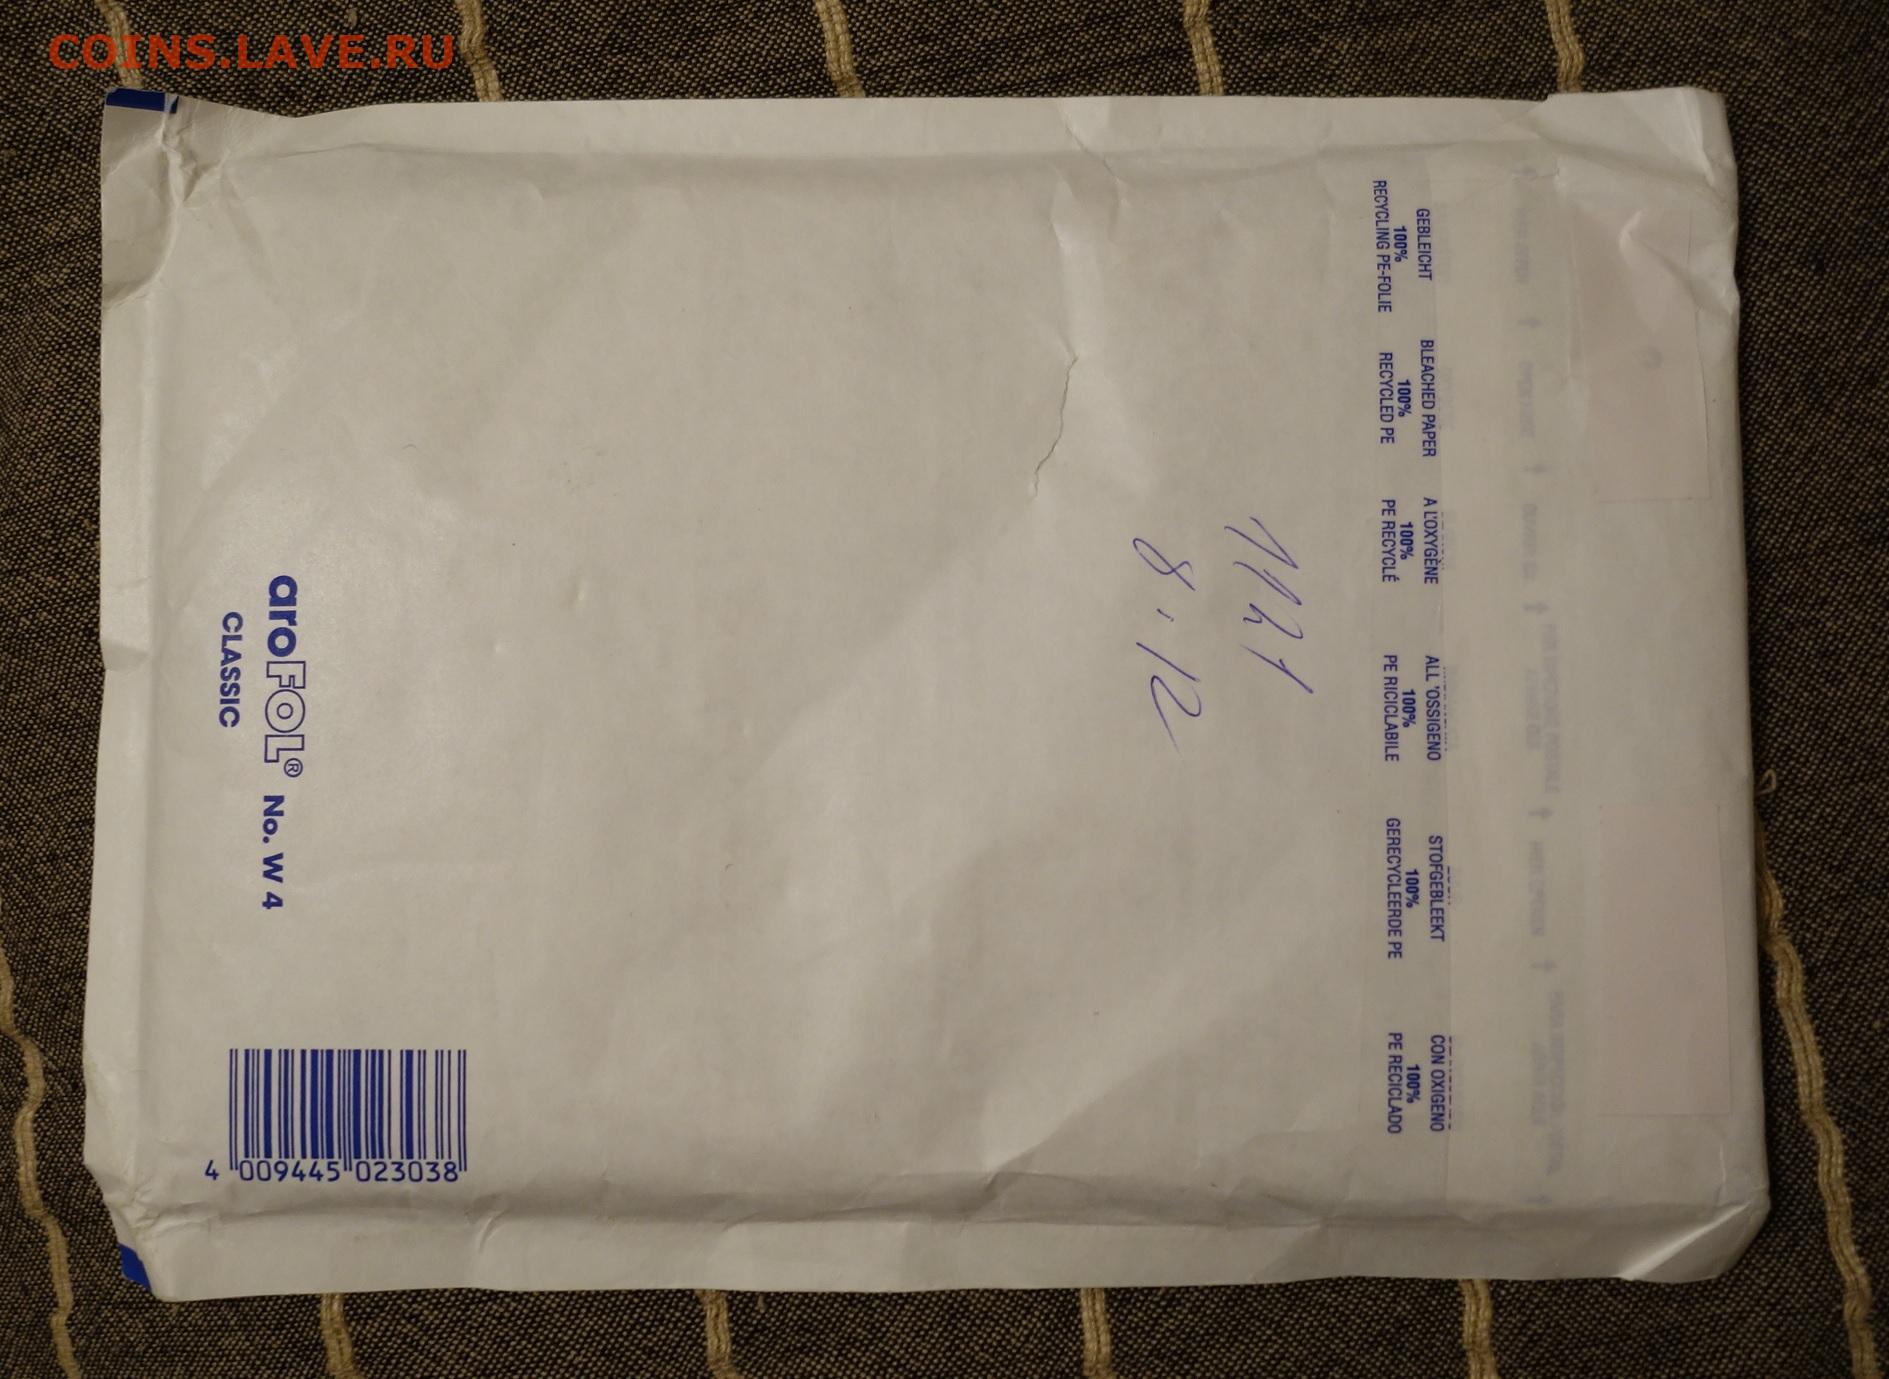 COINS.LAVE.RU
GEBLEICHT
100%
RECYCLING PE-FOLIE
BLEACHED PAPER
100%
RECYCLED PE
A L'OXYGÈNE
100%
PE RECYCLÉ
ALL 'OSSIGENO
100%
PE RICICLABILE
STOFGEBLEEKT
100%
GERECYCLEERDE PE
CON OXIGENO
100%
PE RECICLADO
8.12
aroFOL® No. W 4
CLASSIC
4 009445 023038